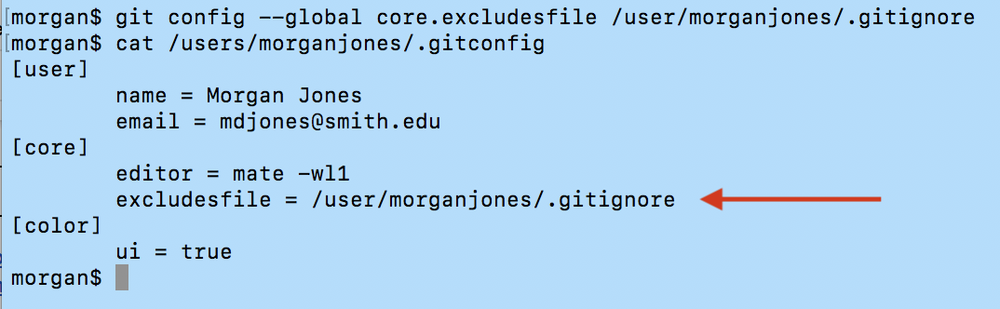 [morgan$ git config --global core.excludesfile /user/morganjones/.gitignore
[morgan$ cat /users/morganjones/.gitconfig
[user]
name = Morgan Jones
email = mdjones@smith.edu
[core]
editor = mate -wl1
excludesfile = /user/morganjones/.gitignore
[color]
ui = true
morgan$